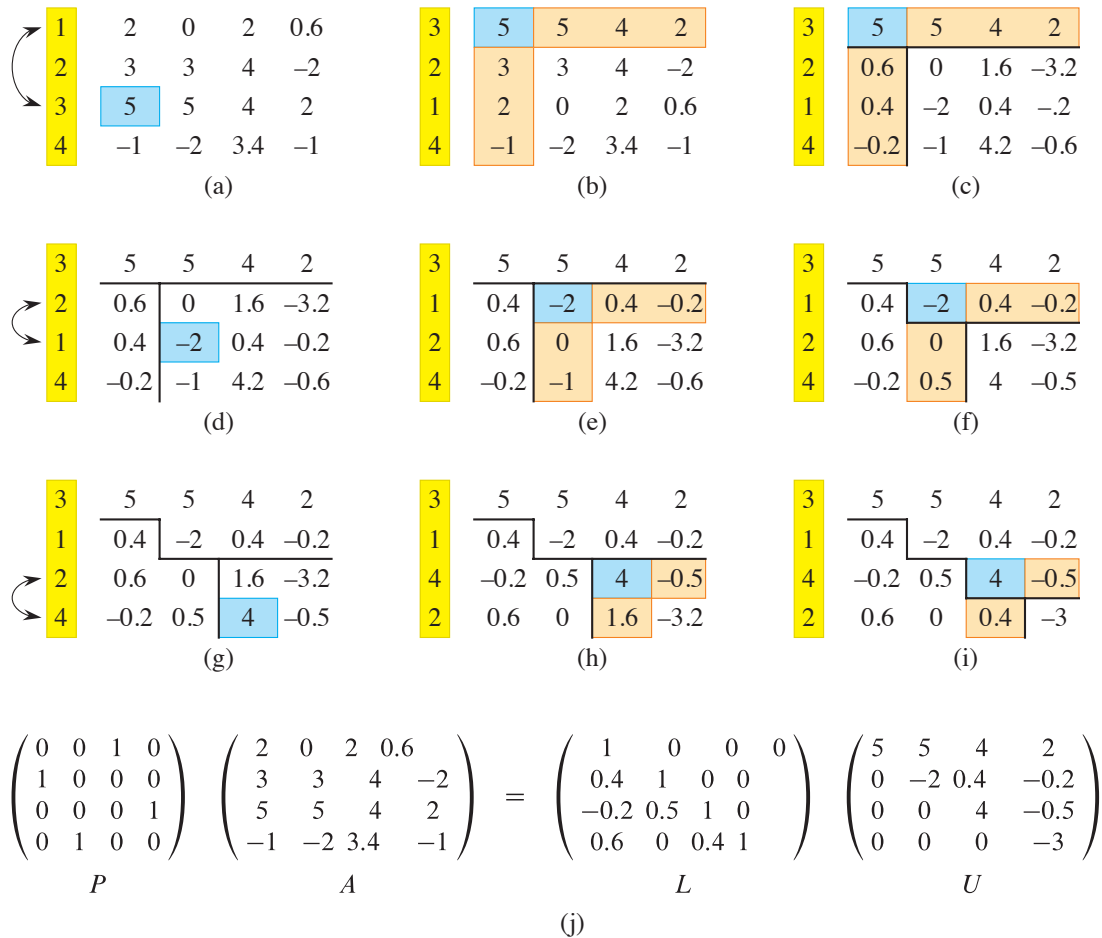 1 2 0 2 0.6 3 5 5 4 2 3 5 5 4 2
2 3 3 4 –2 2 3 3 4 –2 2 0.6 0 1.6 –3.2
3 5 5 4 2 1 2 0 2 0.6 1 0.4 –2 0.4 –.2
4 –1 –2 3.4 –1 4 –1 –2 3.4 –1 4 –0.2 –1 4.2 –0.6
(a) (b) (c)
3 5 5 4 2 3 5 5 4 2 3 5 5 4 2
2 0.6 0 1.6 –3.2 1 0.4 –2 0.4 –0.2 1 0.4 –2 0.4 –0.2
1 0.4 –2 0.4 –0.2 2 0.6 0 1.6 –3.2 2 0.6 0 1.6 –3.2
4 –0.2 –1 4.2 –0.6 4 –0.2 –1 4.2 –0.6 4 –0.2 0.5 4 –0.5
(d) (e) (f)
3 5 5 4 2 3 5 5 4 2 3 5 5 4 2
1 0.4 –2 0.4 –0.2 1 0.4 –2 0.4 –0.2 1 0.4 –2 0.4 –0.2
2 0.6 0 1.6 –3.2 4 –0.2 0.5 4 –0.5 4 –0.2 0.5 4 –0.5
4 –0.2 0.5 4 –0.5 2 0.6 0 1.6 –3.2 2 0.6 0 0.4 –3
(g) (h) (i)
0 0 1 0 2 0 2 0.6 1 0 0 0 5 5 4 2
1 0 0 0 3 3 4 −2 0.4 1 0 0 0 −2 0.4 −0.2
0 0 0 1 5 5 4 2 = −0.2 0.5 1 0 0 0 4 −0.5
0 1 0 0 −1 −2 3.4 −1 0.6 0 0.4 1 0 0 0 −3
P A L U
(j)